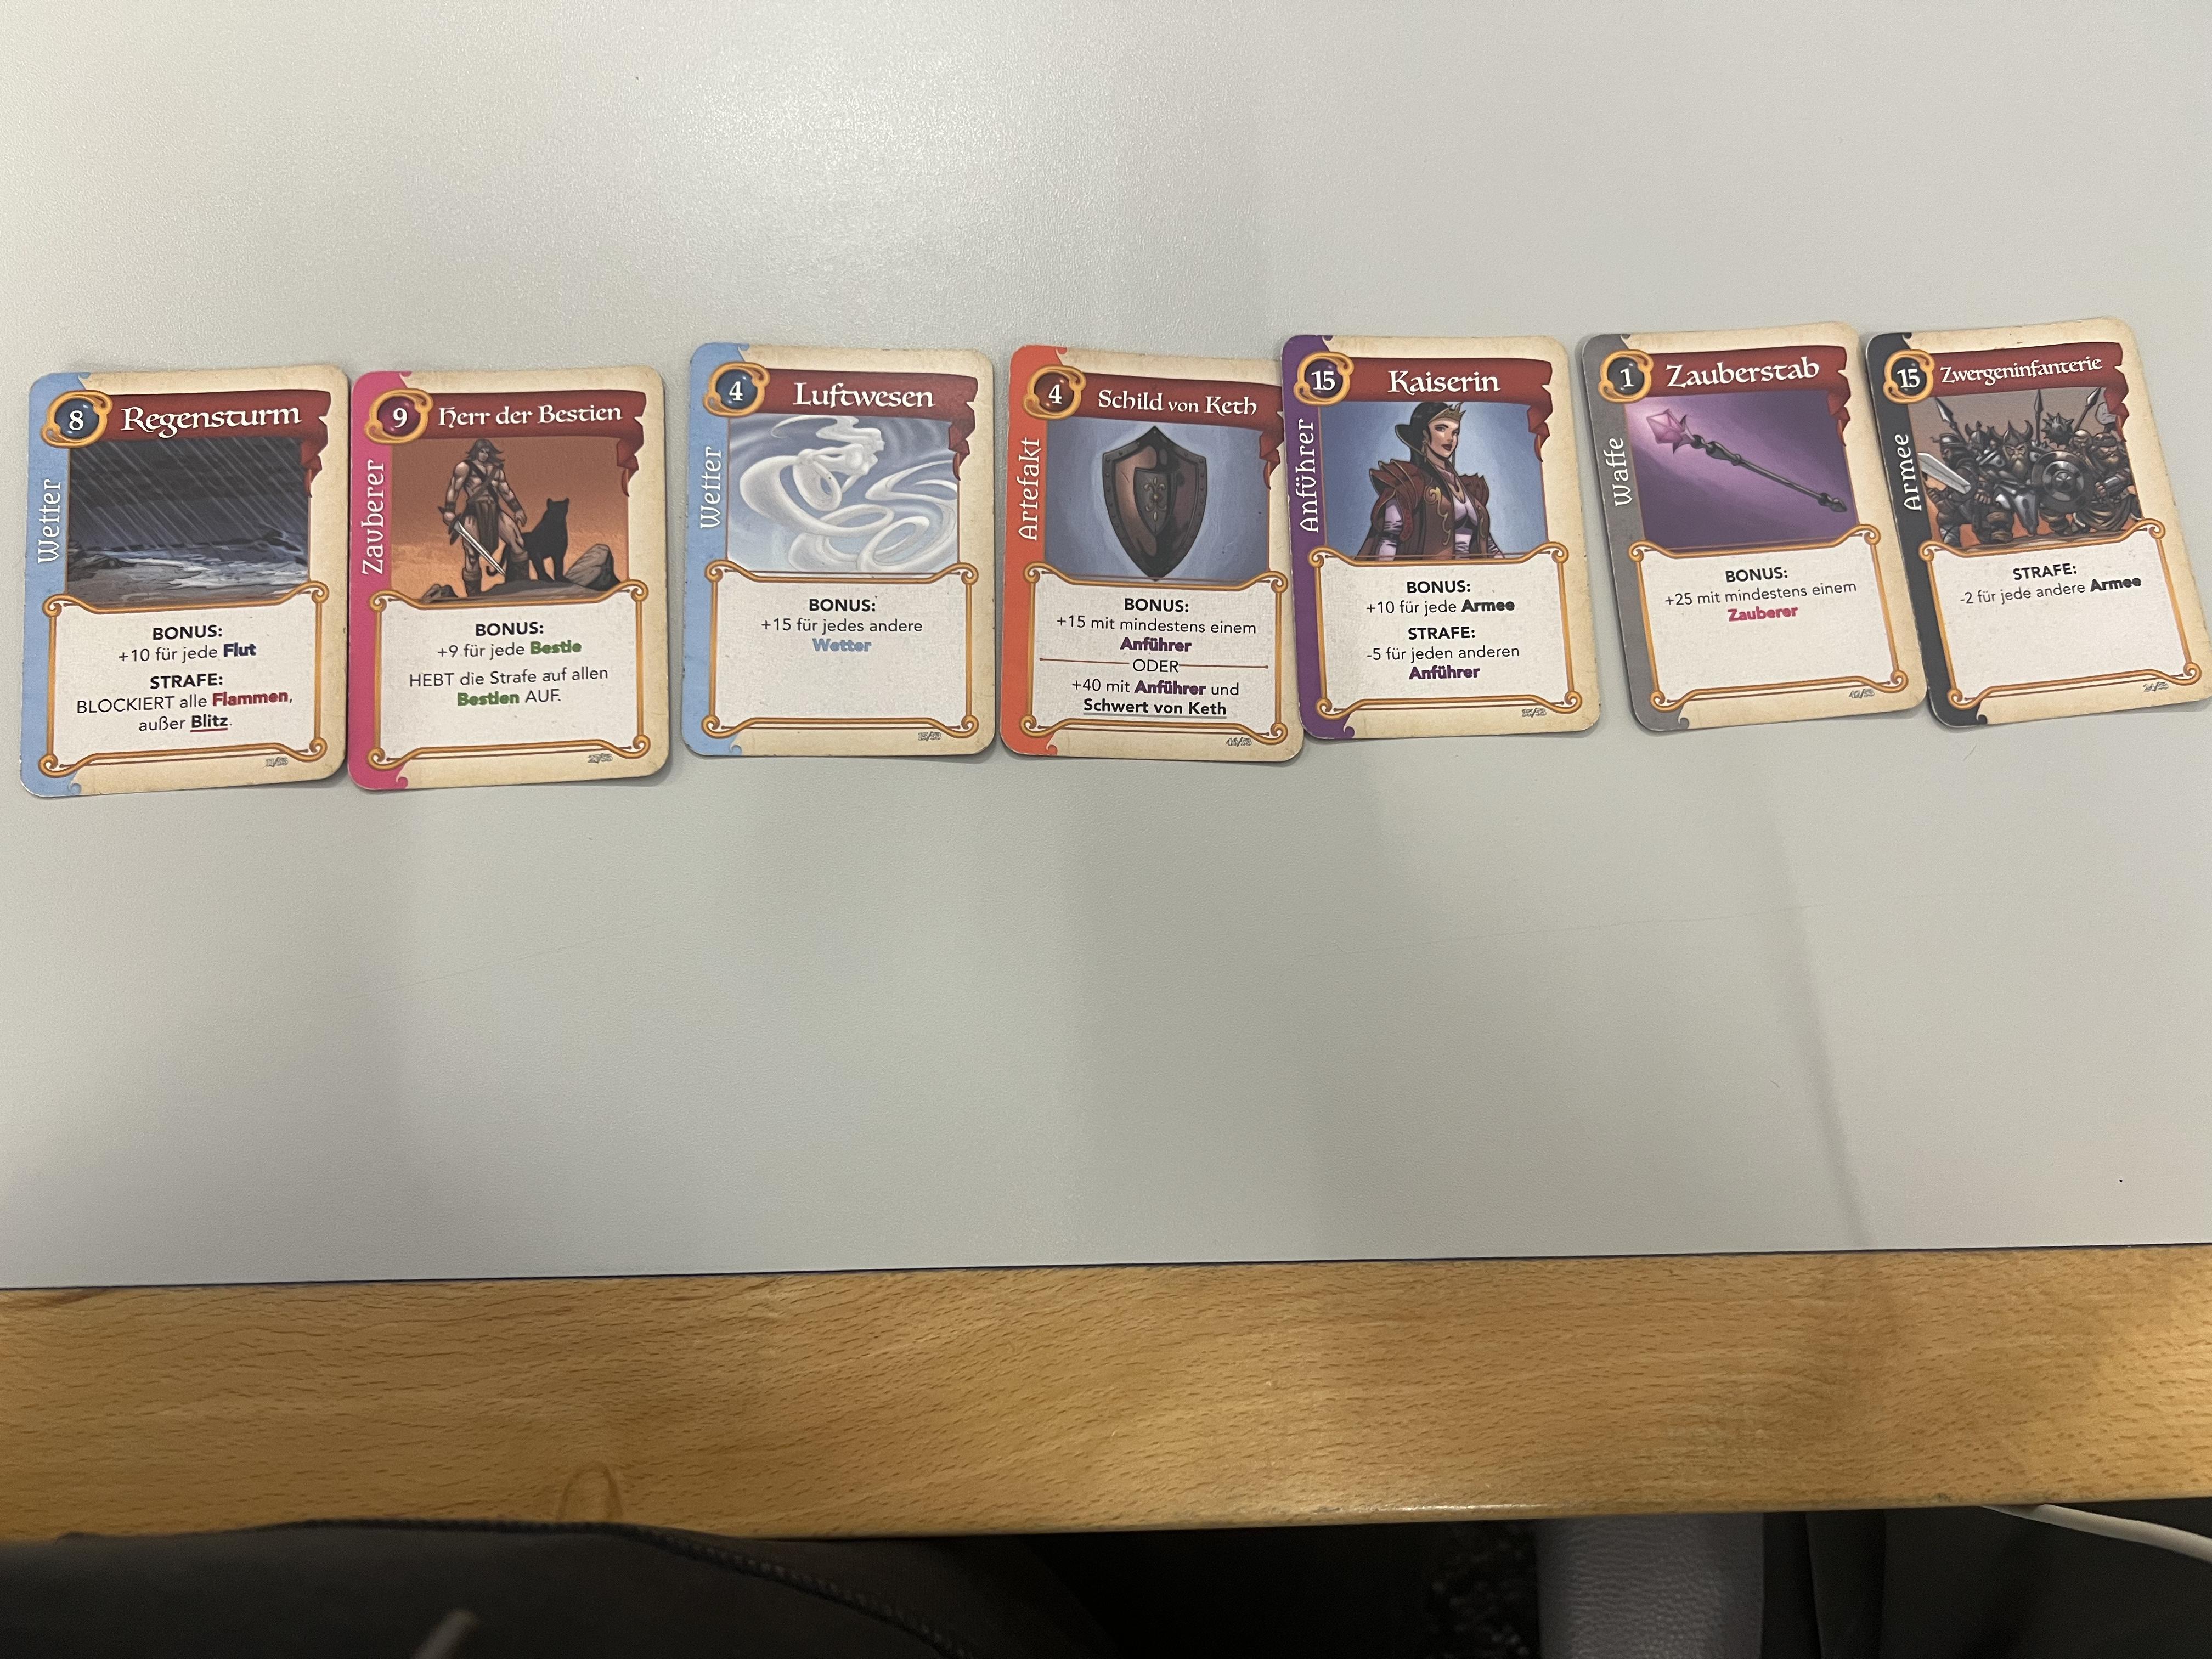 8
Regensturm
Wetter
BONUS:
+10 für jede Flut
STRAFE:
BLOCKIERT alle Flammen,
außer Blitz.
9
Herr der Bestien
Zauberer
BONUS:
+9 für jede Bestie
HEBT die Strafe auf allen
Bestien AUF.
4
Luftwesen
Wetter
BONUS:
+15 für jedes andere
Wetter
4
Schild von Keth
Artefakt
BONUS:
+15 mit mindestens einem
Anführer
ODER
+40 mit Anführer und
Schwert von Keth
15
Kaiserin
Anführer
BONUS:
+10 für jede Armee
STRAFE:
-5 für jeden anderen
Anführer
1
Zauberstab
Waffe
BONUS:
+25 mit mindestens einem
Zauberer
15
Zwergeninfanterie
Armee
STRAFE:
-2 für jede andere Armee